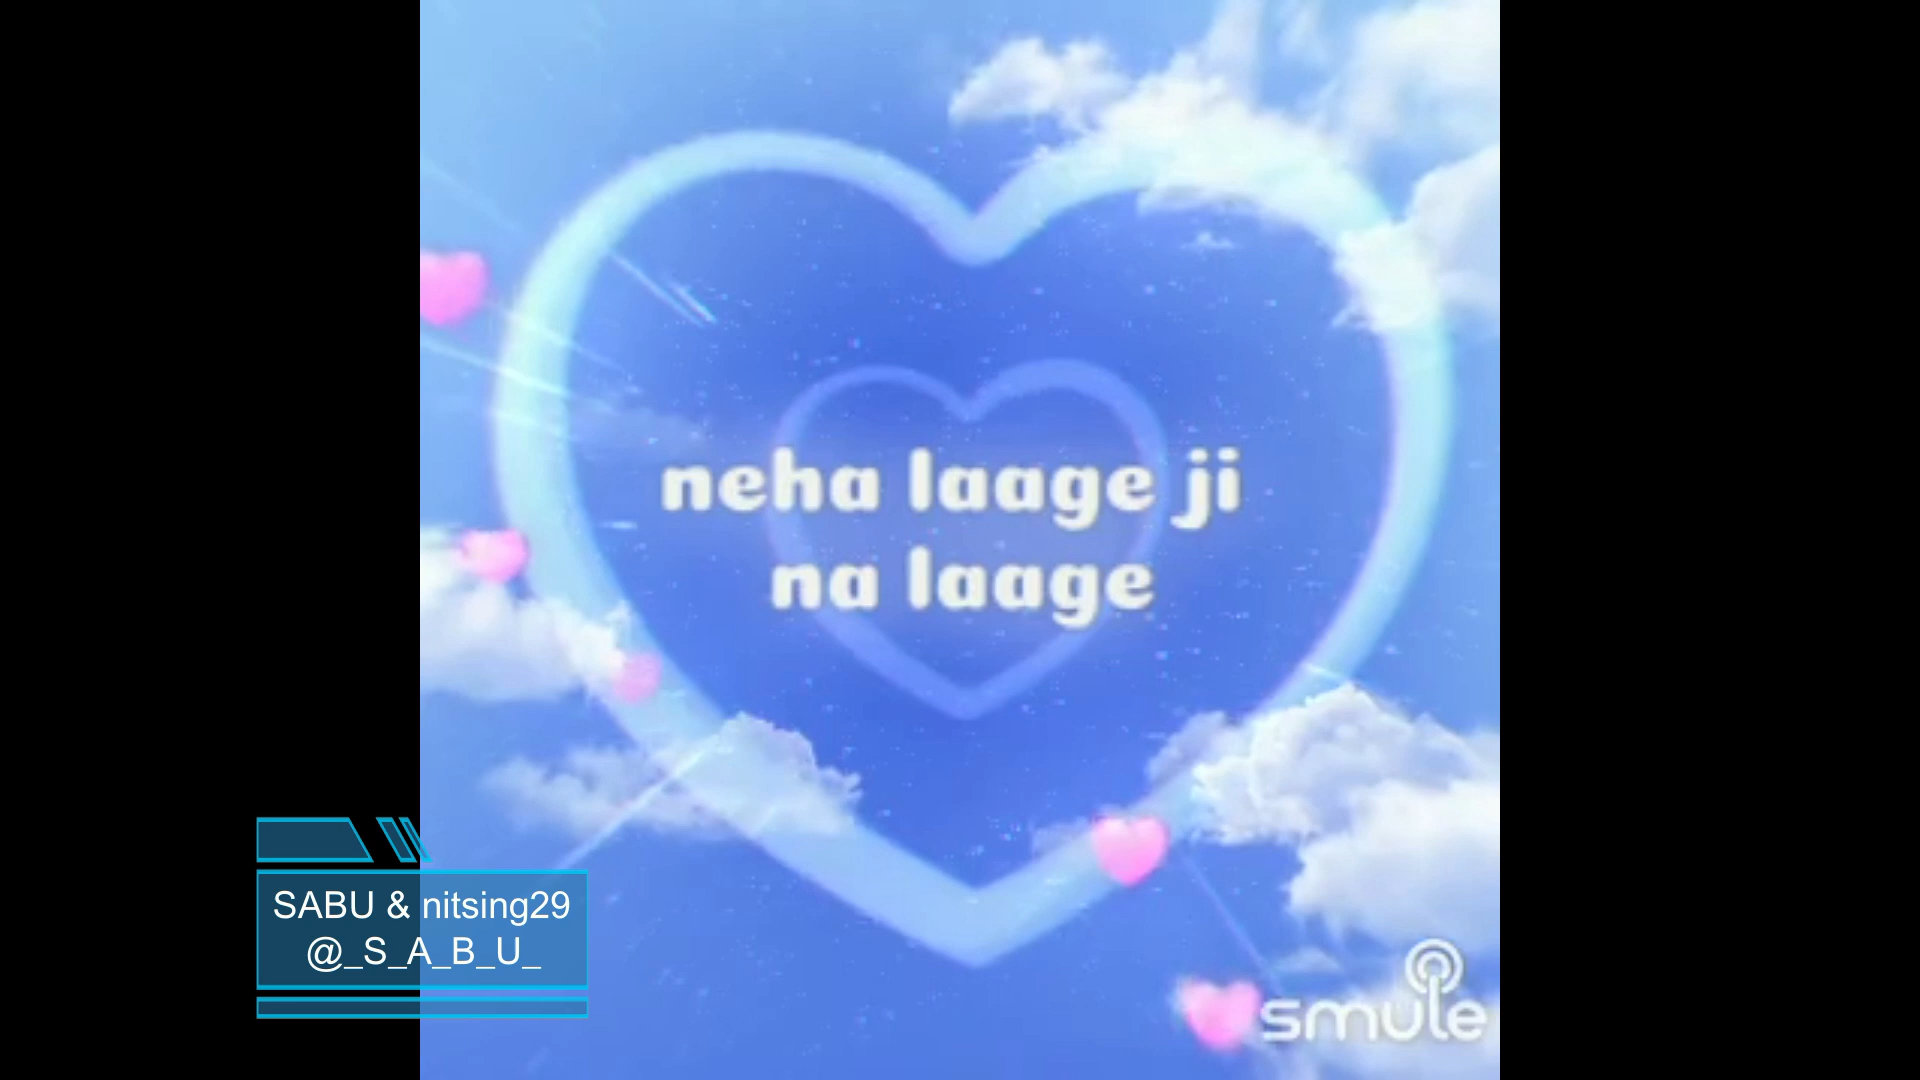 neha laage ji
na laage
SABU & nitsing29
@_S_A_B_U_
smule